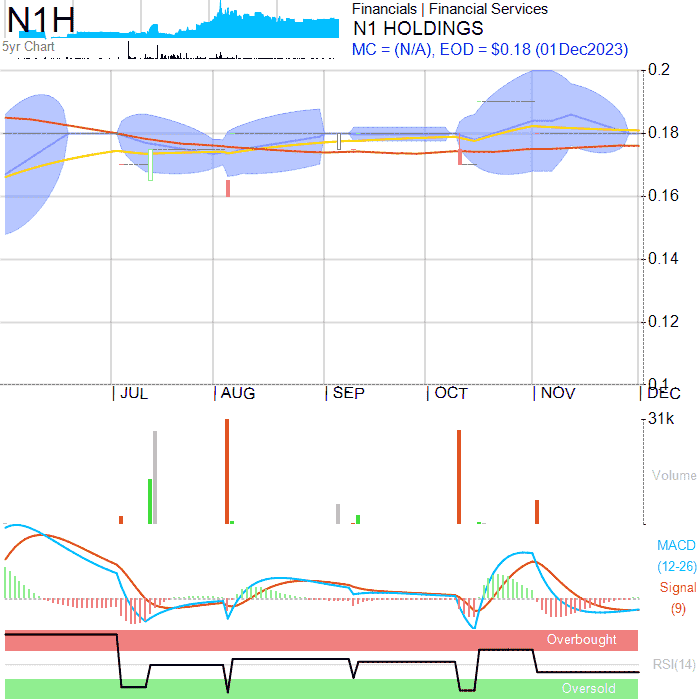 N1H
5yr Chart
Financials | Financial Services
N1 HOLDINGS
MC = (N/A), EOD = $0.18 (01Dec2023)
0.2
0.18
0.16
0.14
0.12
0.1
JUL AUG SEP OCT NOV DEC
31k
Volume
MACD
(12-26)
Signal
(9)
Overbought
RSI(14)
Oversold